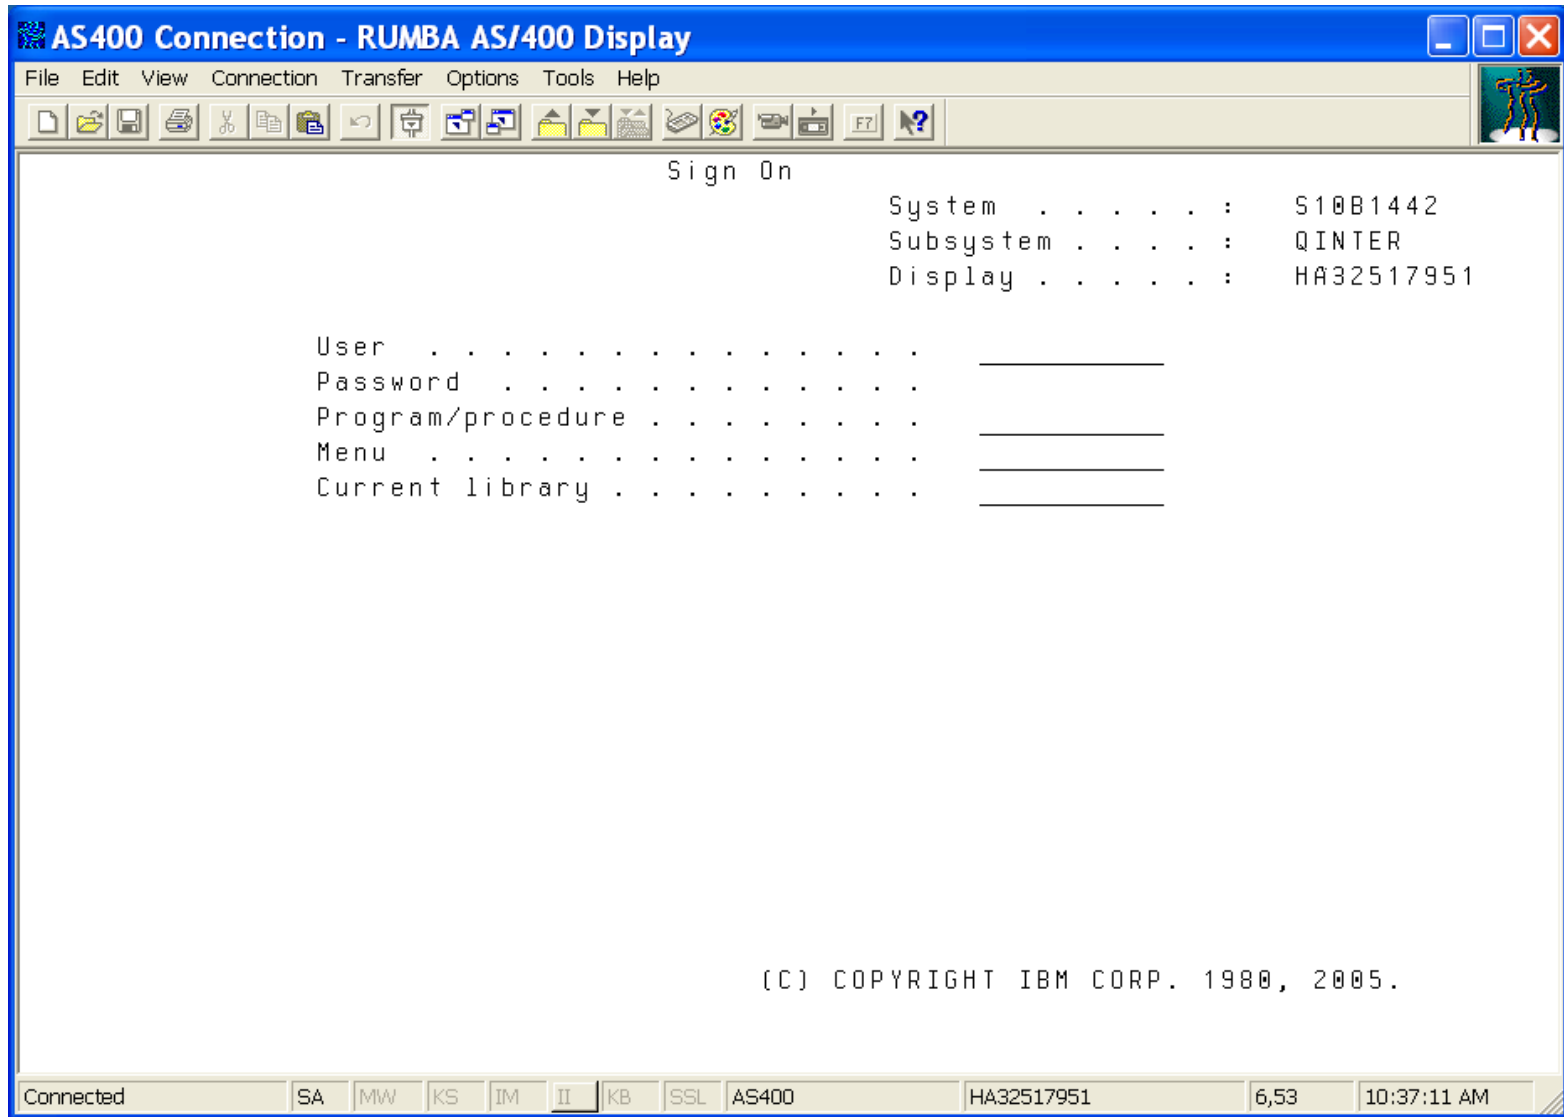 AS400 Connection - RUMBA AS/400 Display
File Edit View Connection Transfer Options Tools Help
F7
Sign On
System . . . . . : S10B1442
Subsystem . . . . : QINTER
Display . . . . . : HA32517951
User . . . . . . . . . . . . . .
Password . . . . . . . . . . . .
Program/procedure . . . . . . . .
Menu . . . . . . . . . . . . . .
Current library . . . . . . . . .
(C) COPYRIGHT IBM CORP. 1980, 2005.
Connected SA MW KS IM II KB SSL AS400 HA32517951 6,53 10:37:11 AM